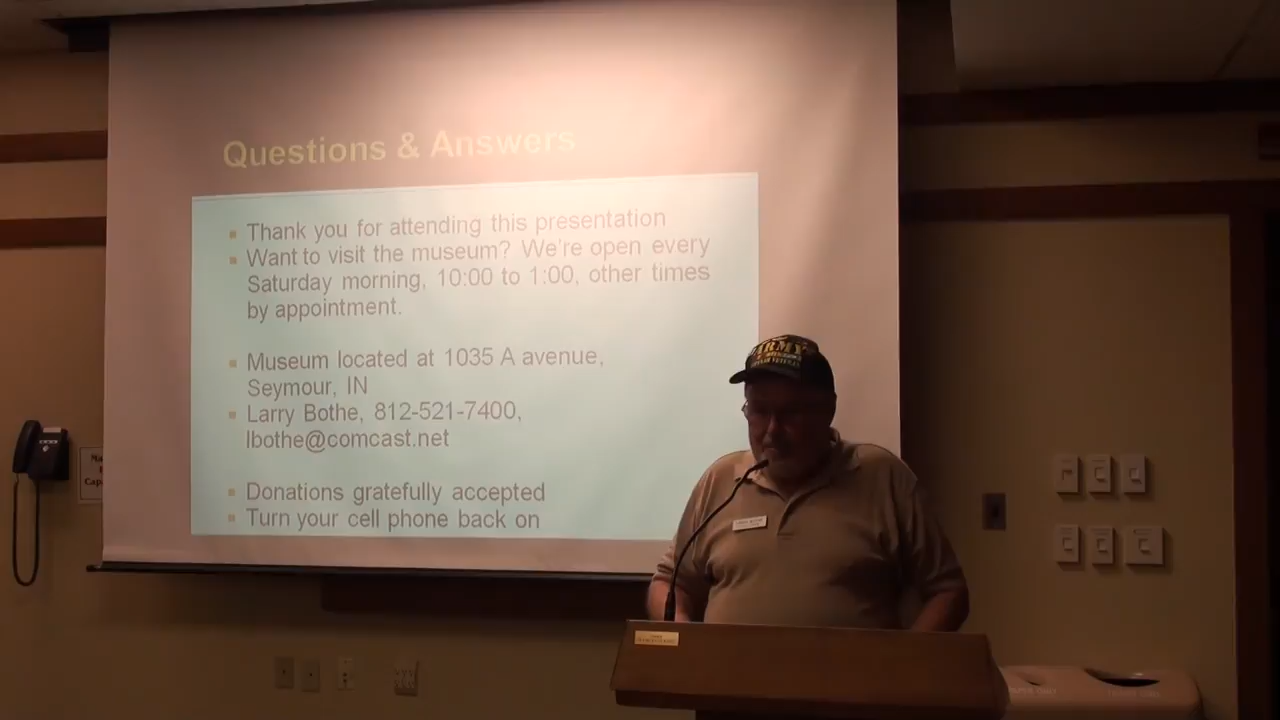 Questions & Answers
Thank you for attending this presentation
Want to visit the museum? We're open every
Saturday morning, 10:00 to 1:00, other times
by appointment.
Museum located at 1035 A avenue,
Seymour, IN
Larry Bothe, 812-521-7400,
lbothe@comcast.net
Donations gratefully accepted
Turn your cell phone back on
ARMY